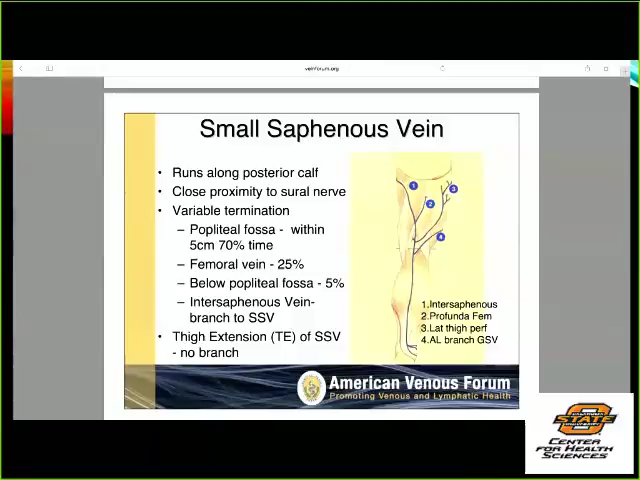 veinforum.org
Small Saphenous Vein
• Runs along posterior calf
• Close proximity to sural nerve
• Variable termination
– Popliteal fossa - within
5cm 70% time
– Femoral vein - 25%
– Below popliteal fossa - 5%
– Intersaphenous Vein-
branch to SSV
• Thigh Extension (TE) of SSV
- no branch
1
2
3
4
1.Intersaphenous
2.Profunda Fem
3.Lat thigh perf
4.AL branch GSV
American Venous Forum
Promoting Venous and Lymphatic Health
STATE
CENTER
FOR HEALTH
SCIENCES